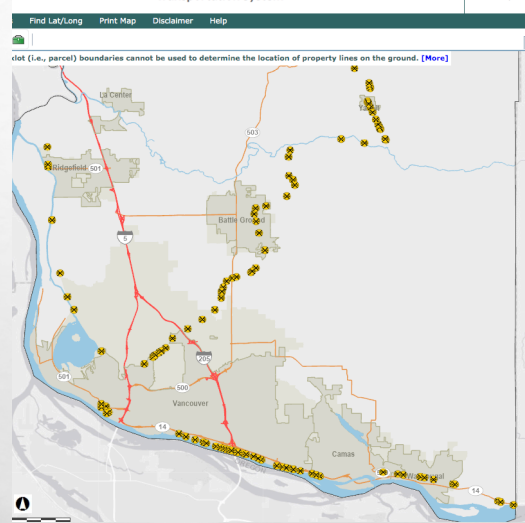 Find Lat/Long Print Map Disclaimer Help
xlot (i.e., parcel) boundaries cannot be used to determine the location of property lines on the ground. [More]
La Center
503
Ridgefield 501
Battle Ground
5
205
501
500
Vancouver
14
Camas
14